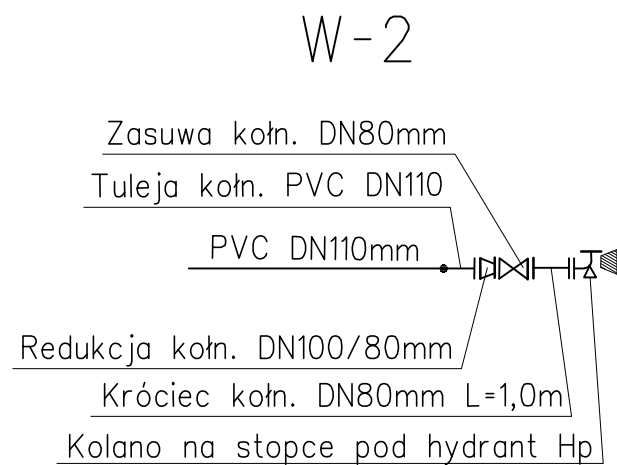 W-2
Zasuwa kołn. DN80mm
Tuleja kołn. PVC DN110
PVC DN110mm
Redukcja kołn. DN100/80mm
Króciec kołn. DN80mm L=1,0m
Kolano na stopce pod hydrant Hp